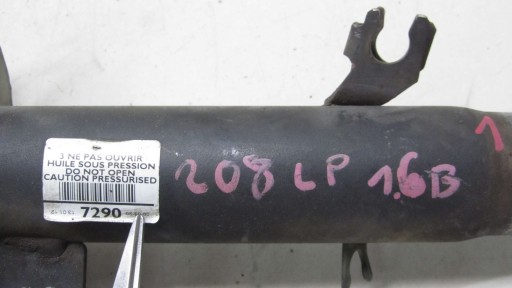 3 NE PAS OUVRIR
HUILE SOUS PRESSION
DO NOT OPEN
CAUTION PRESSURISED
7290
208 LP 1.6B
1